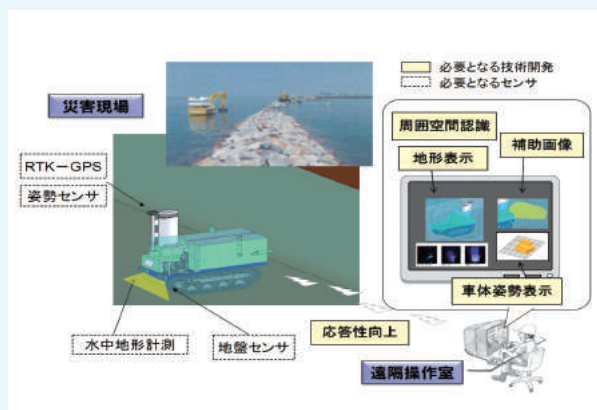 必要となる技術開発
必要となるセンサ
災害現場
周囲空間認識
補助画像
地形表示
RTK－GPS
姿勢センサ
車体姿勢表示
応答性向上
水中地形計測
地盤センサ
遠隔操作室